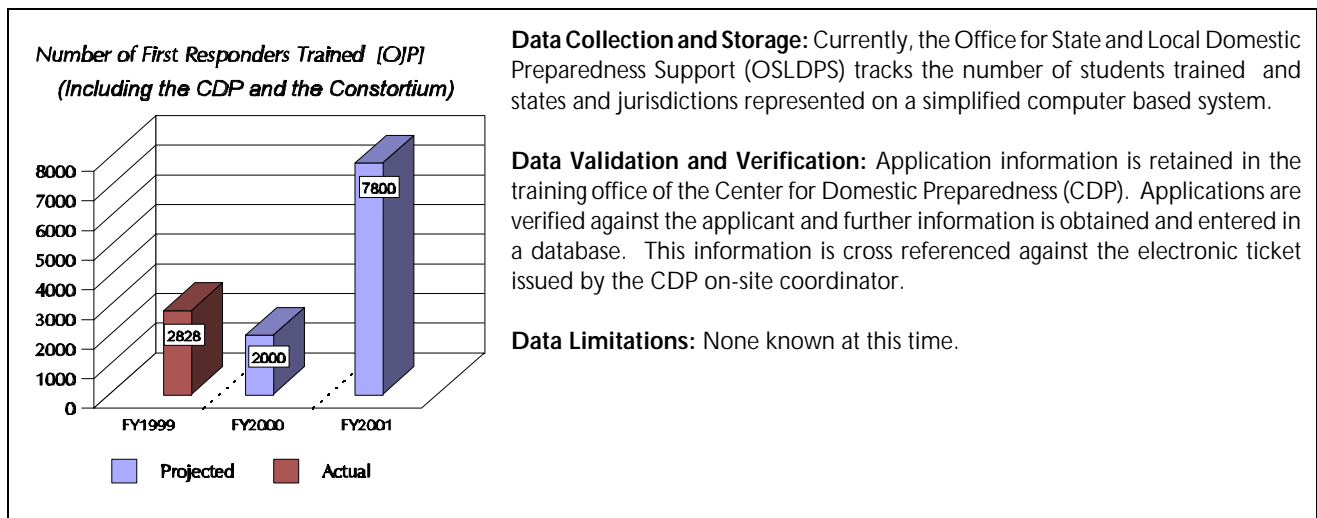 Number of First Responders Trained [OJP]
(Including the CDP and the Constortium)
8000
7000
6000
5000
4000
3000
2000
1000
0
2828
2000
7800
FY1999 FY2000 FY2001
Projected Actual
Data Collection and Storage: Currently, the Office for State and Local Domestic
Preparedness Support (OSLDPS) tracks the number of students trained and
states and jurisdictions represented on a simplified computer based system.
Data Validation and Verification: Application information is retained in the
training office of the Center for Domestic Preparedness (CDP). Applications are
verified against the applicant and further information is obtained and entered in
a database. This information is cross referenced against the electronic ticket
issued by the CDP on-site coordinator.
Data Limitations: None known at this time.